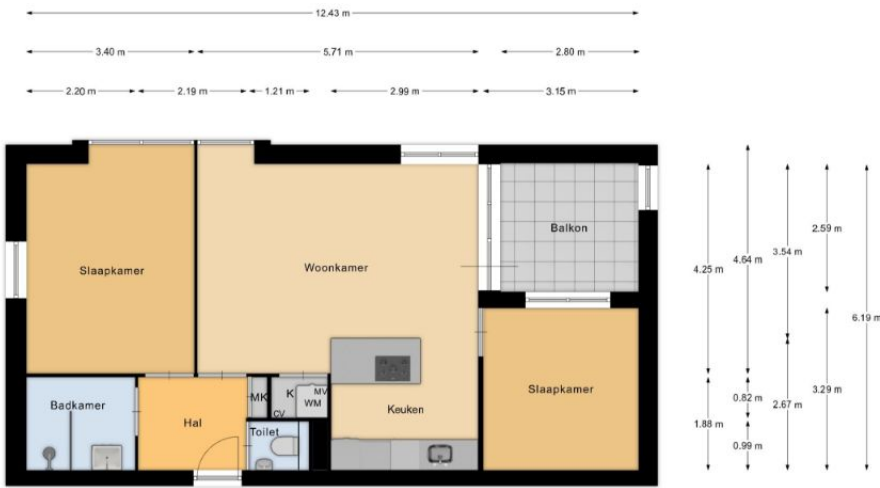 12.43 m
3.40 m 5.71 m 2.80 m
2.20 m 2.19 m 1.21 m 2.99 m 3.15 m
Balkon
Slaapkamer Woonkamer
Slaapkamer
Badkamer
Hal
MK
K
CV
MV
WM
Toilet
Keuken
4.25 m
1.88 m
4.64 m
0.82 m
0.99 m
3.54 m
2.67 m
2.59 m
3.29 m
6.19 m